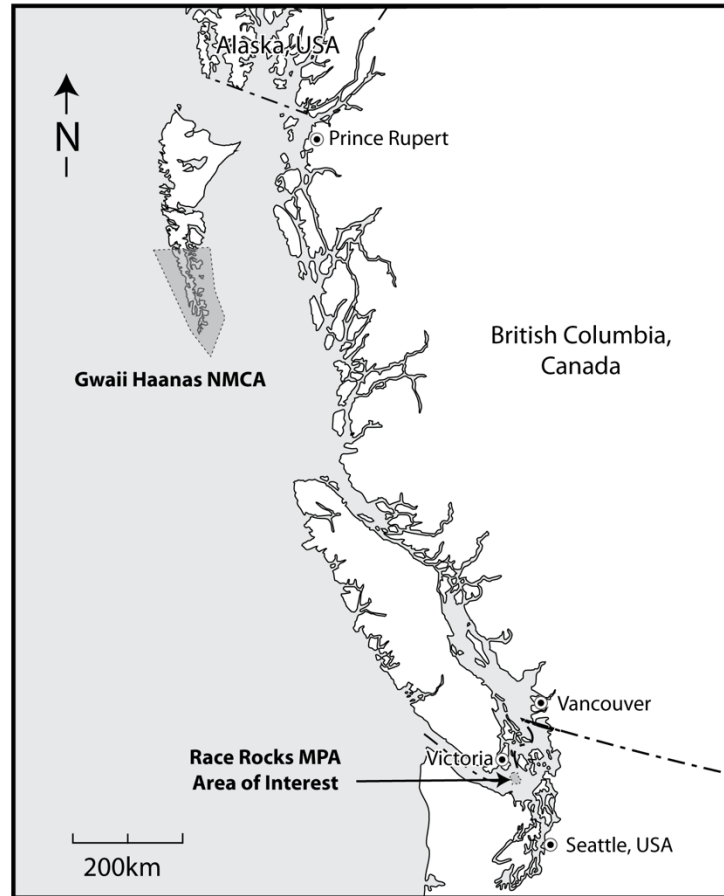 Alaska, USA
N
Prince Rupert
British Columbia,
Canada
Gwaii Haanas NMCA
Vancouver
Race Rocks MPA
Area of Interest
Victoria
Seattle, USA
200km